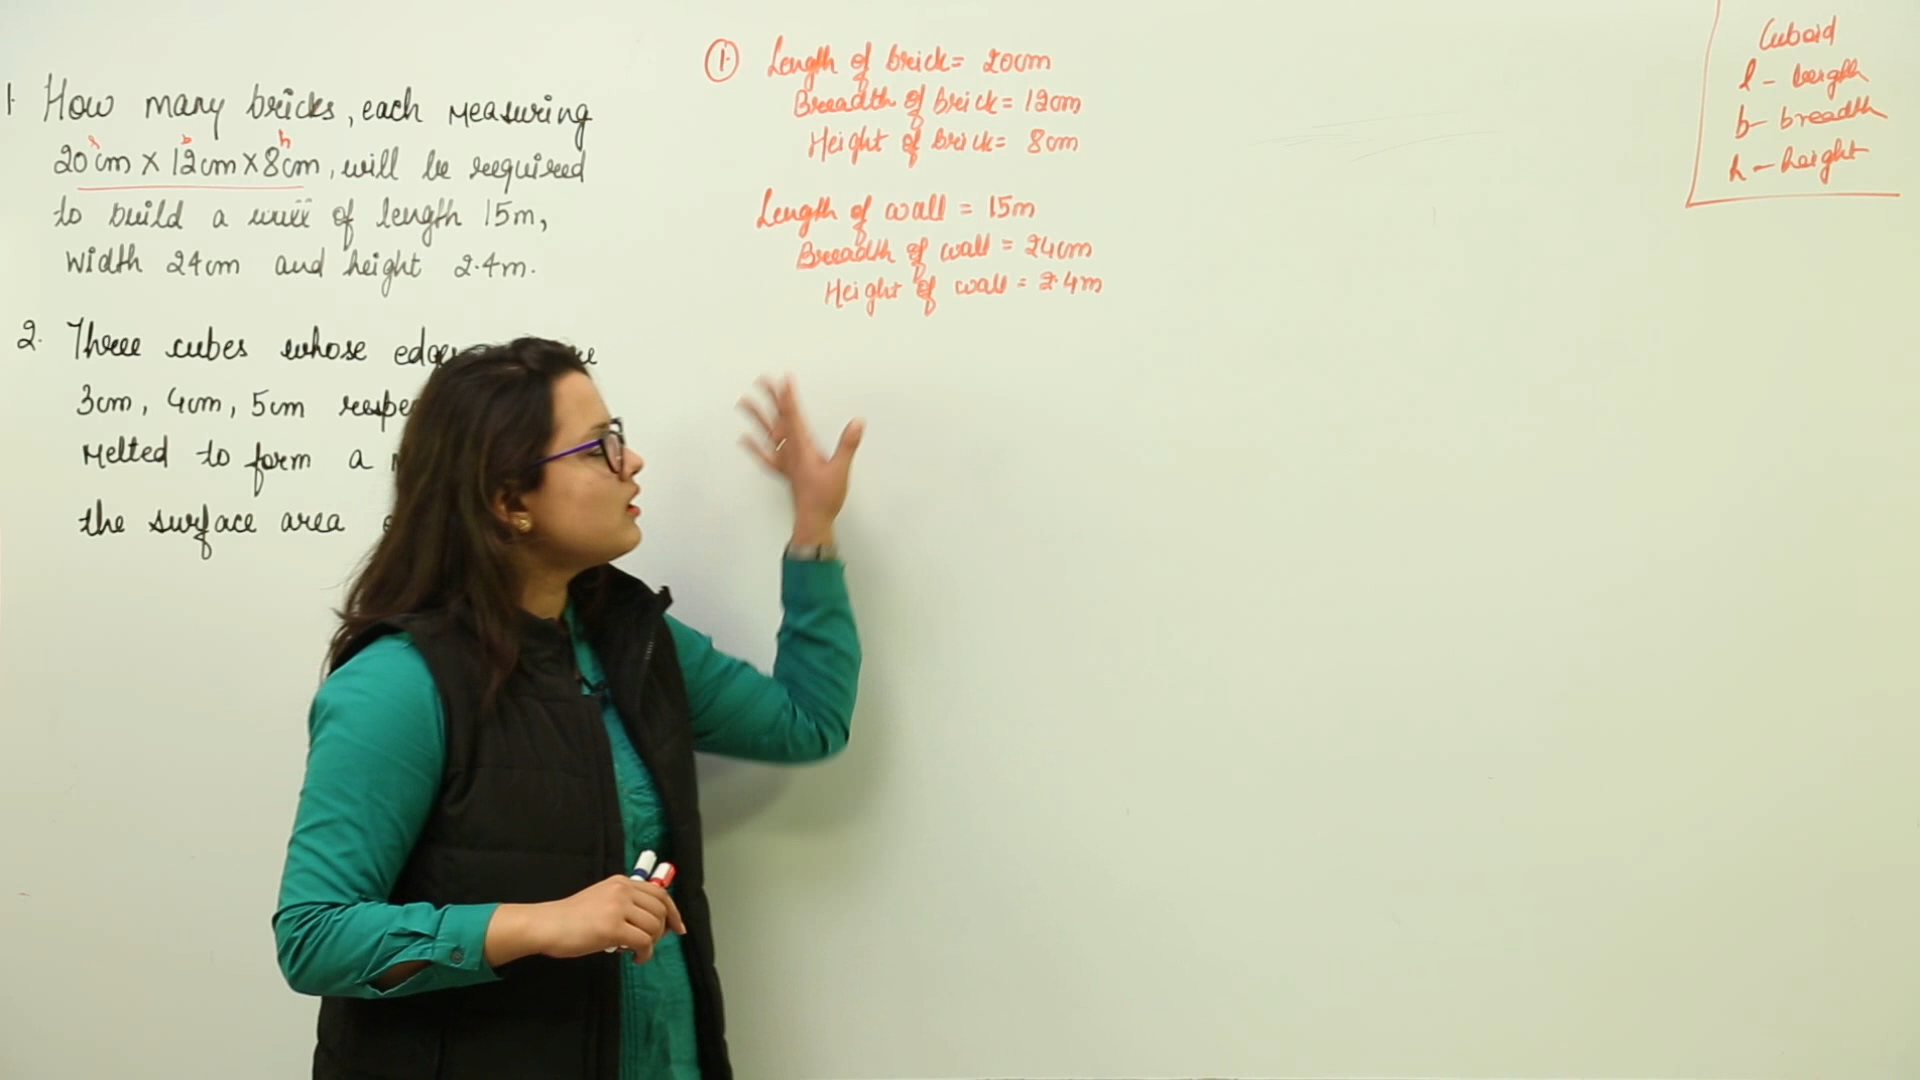 1. How many bricks, each measuring
l b h
20cm x 12cm x 8cm, will be required
to build a wall of length 15m,
width 24cm and height 2.4m.
2. Three cubes whose
3cm, 4cm, 5cm
melted to form a
the surface area
① Length of brick = 20cm
Breadth of brick = 12cm
Height of brick = 8cm
Length of wall = 15m
Breadth of wall = 24cm
Height of wall = 2.4m
Cuboid
l - length
b - breadth
h - height